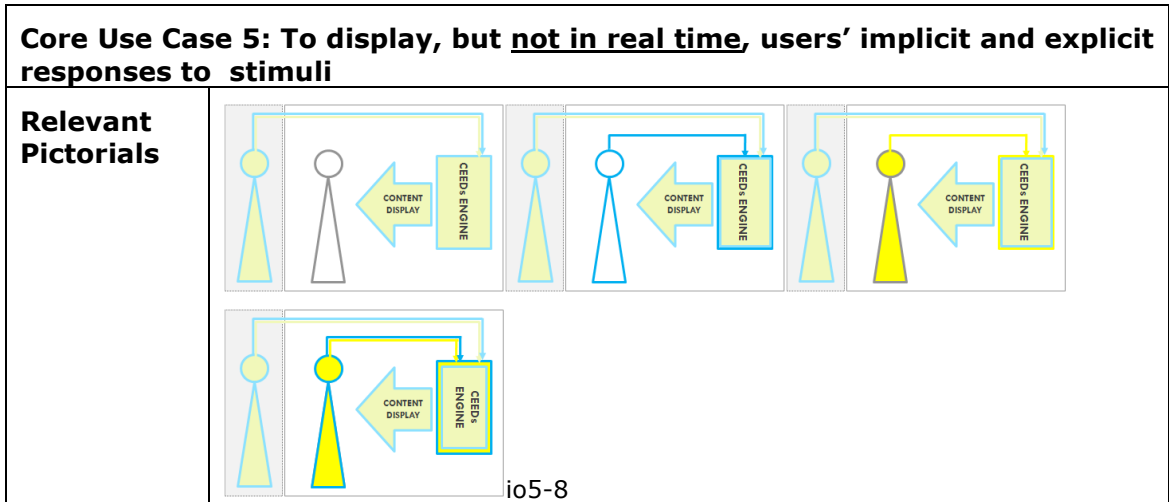 Core Use Case 5: To display, but not in real time, users’ implicit and explicit
responses to stimuli
Relevant
Pictorials
CONTENT
DISPLAY
CEEDs ENGINE
CONTENT
DISPLAY
CEEDs ENGINE
CONTENT
DISPLAY
CEEDs ENGINE
CONTENT
DISPLAY
CEEDs
ENGINE
io5-8